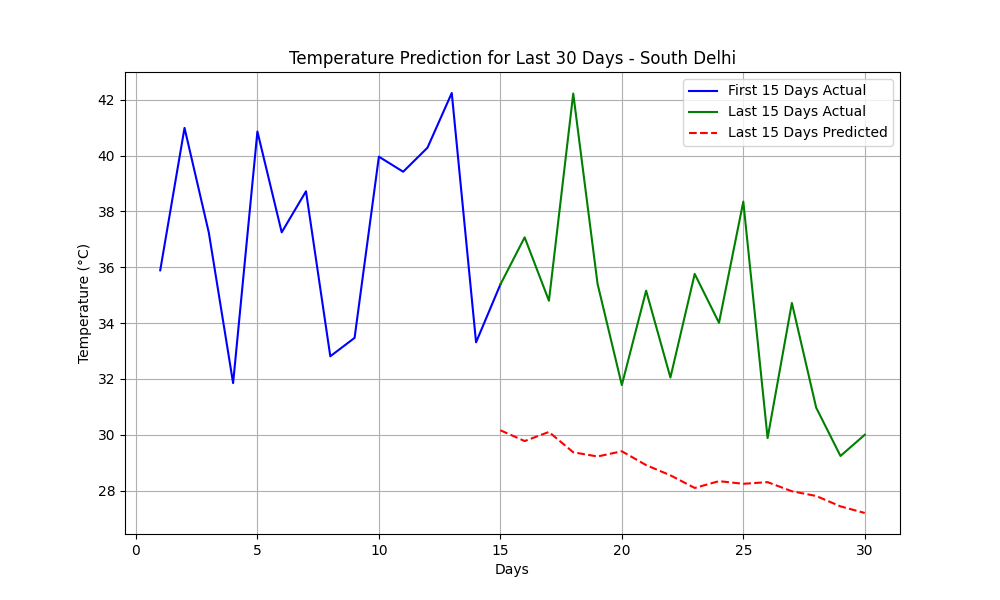 Temperature Prediction for Last 30 Days - South Delhi
First 15 Days Actual
Last 15 Days Actual
Last 15 Days Predicted
Temperature (°C)
42
40
38
36
34
32
30
28
0 5 10 15 20 25 30
Days